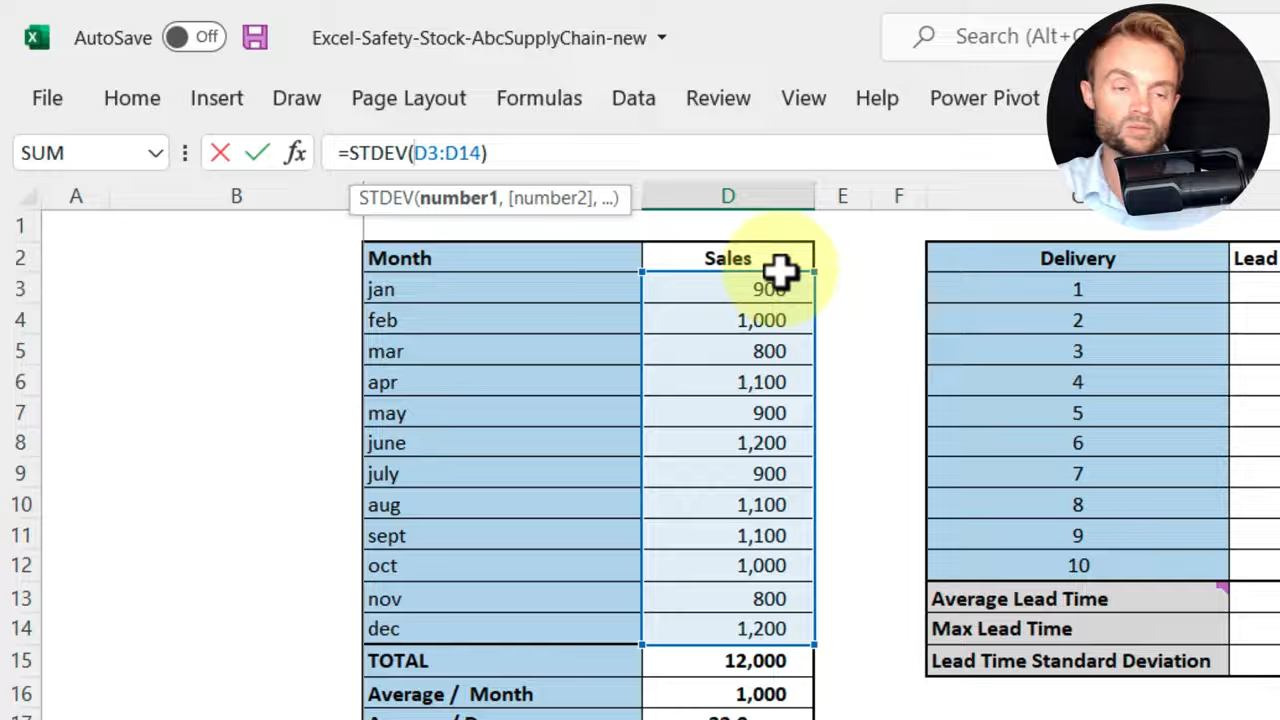 AutoSave Off Excel-Safety-Stock-AbcSupplyChain-new Search (Alt+
File Home Insert Draw Page Layout Formulas Data Review View Help Power Pivot
SUM fx =STDEV(D3:D14)
STDEV(number1, [number2], ...)
A B D E F
1
2 Month Sales Delivery Lead
3 jan 900 1
4 feb 1,000 2
5 mar 800 3
6 apr 1,100 4
7 may 900 5
8 june 1,200 6
9 july 900 7
10 aug 1,100 8
11 sept 1,100 9
12 oct 1,000 10
13 nov 800 Average Lead Time
14 dec 1,200 Max Lead Time
15 TOTAL 12,000 Lead Time Standard Deviation
16 Average / Month 1,000